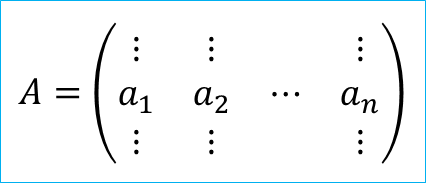 ⋮ ⋮ ⋮
A = ( a₁ a₂ ⋯ aₙ )
⋮ ⋮ ⋮